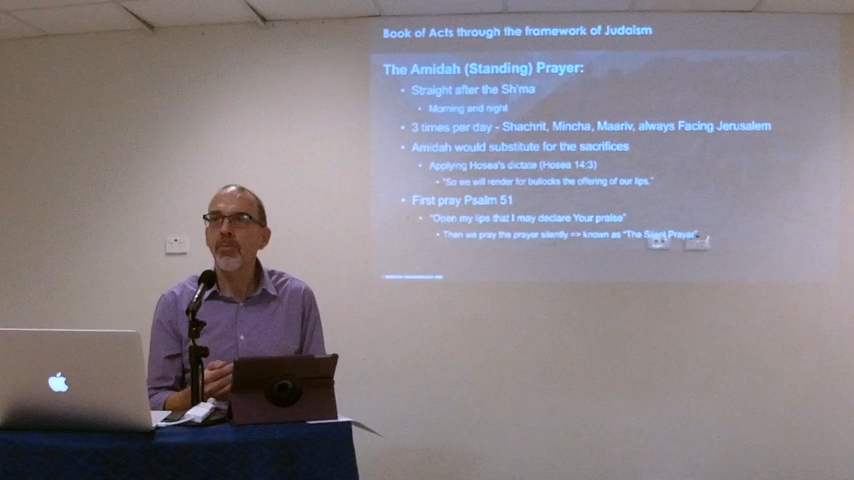 Book of Acts through the framework of Judaism
The Amidah (Standing) Prayer:
• Straight after the Sh'ma
• Morning and night
• 3 times per day - Shachrit, Mincha, Maariv, always Facing Jerusalem
• Amidah would substitute for the sacrifices
• Applying Hosea's dictate (Hosea 14:3)
• "So we will render for bullocks the offering of our lips."
• First pray Psalm 51
• "Open my lips that I may declare Your praise"
• Then we pray the prayer silently => known as "The Silent Prayer"